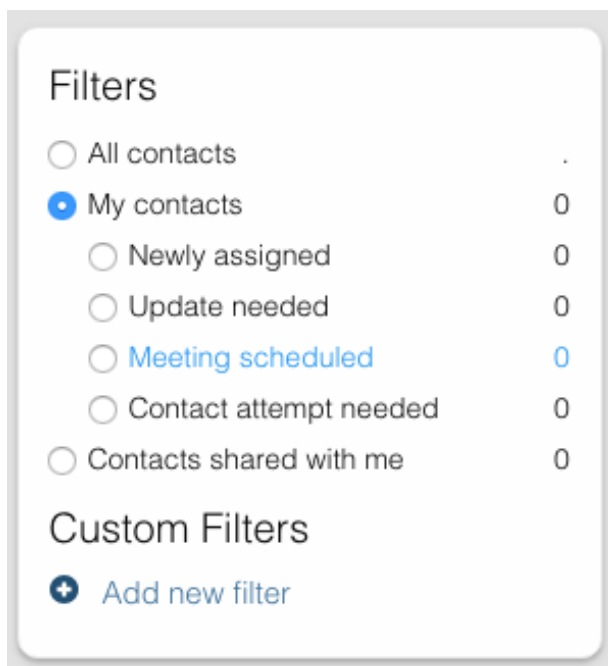 Filters
All contacts .
My contacts 0
Newly assigned 0
Update needed 0
Meeting scheduled 0
Contact attempt needed 0
Contacts shared with me 0
Custom Filters
Add new filter